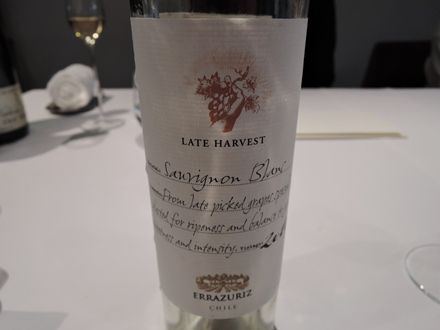 LATE HARVEST
Sauvignon Blanc
From late picked grapes
for ripeness and balance
and intensity.
ERRAZURIZ
CHILE